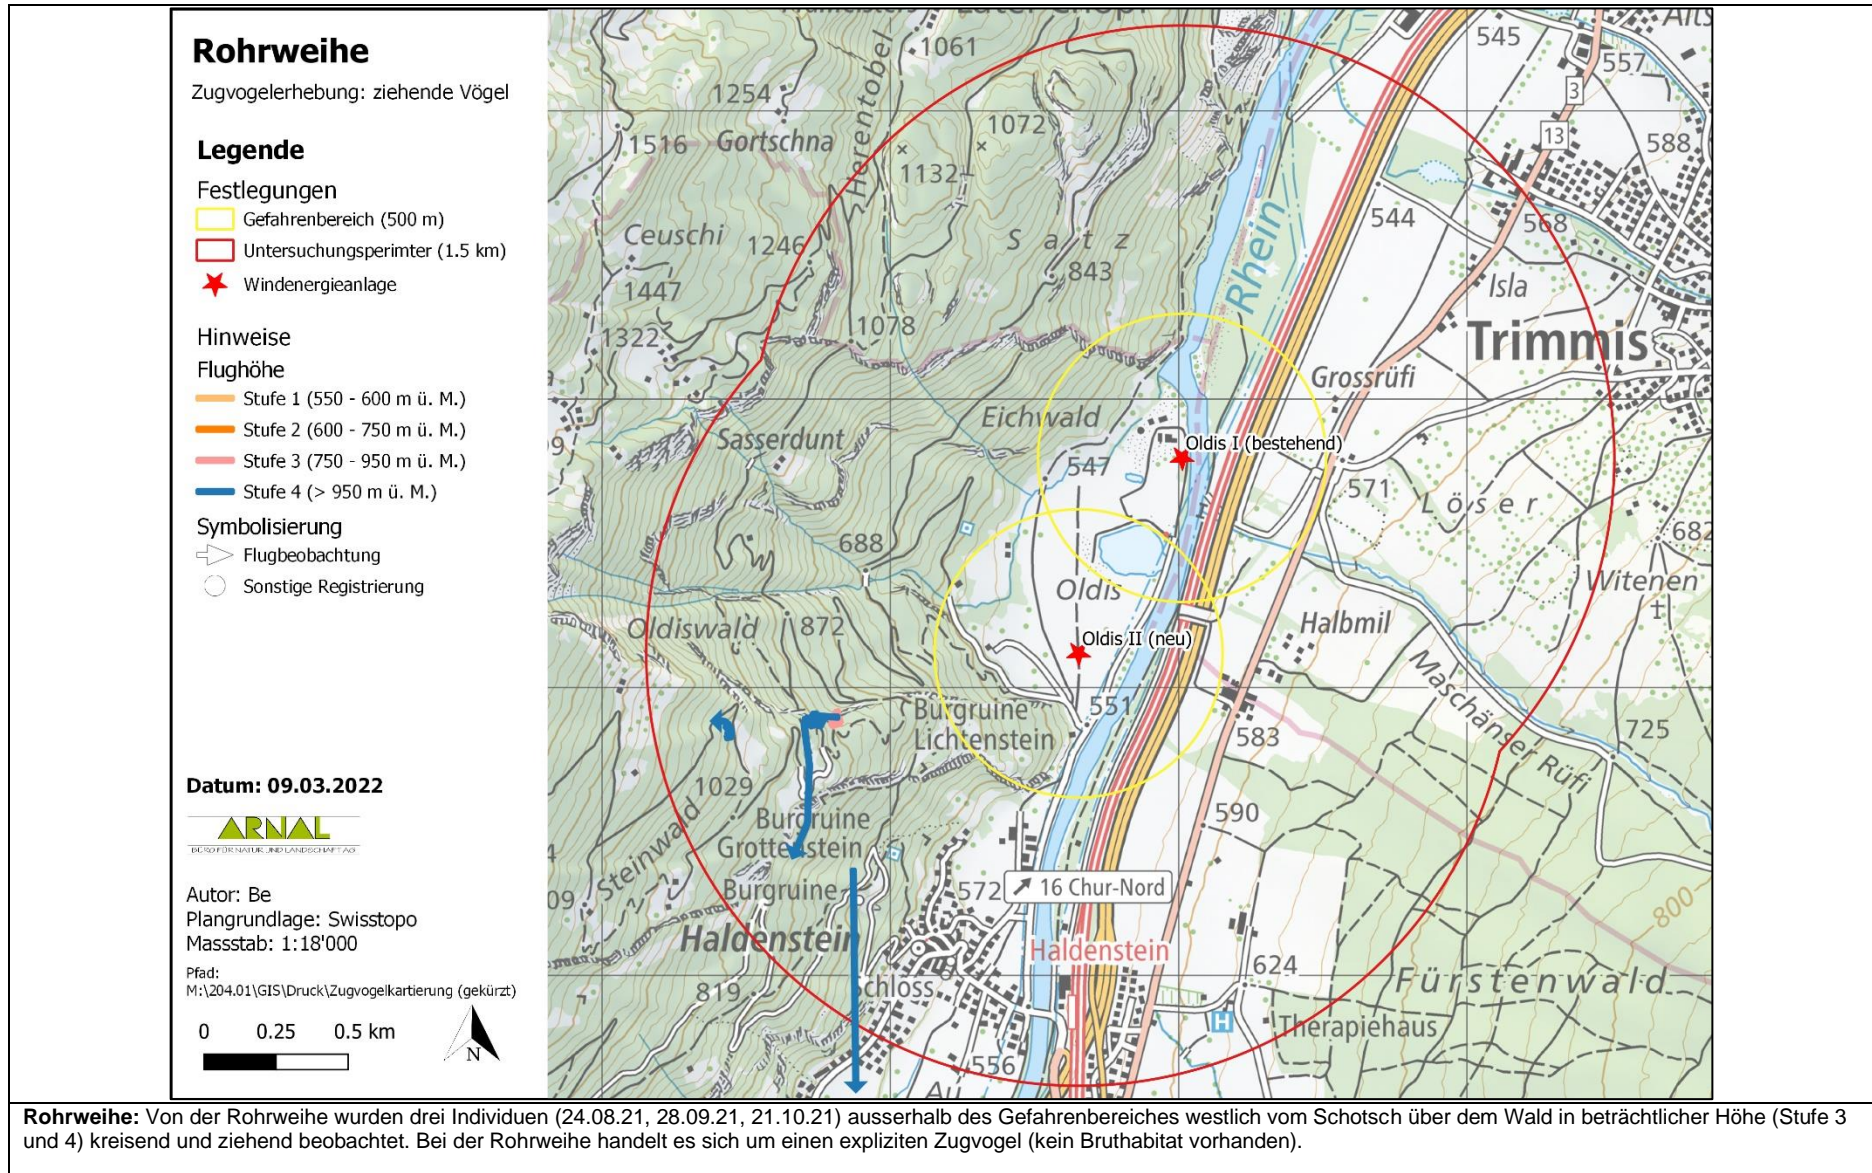 Rohrweihe
Zugvogelerhebung: ziehende Vögel
Legende
Festlegungen
Gefahrenbereich (500 m)
Untersuchungsperimter (1.5 km)
Windenergieanlage
Hinweise
Flughöhe
Stufe 1 (550 - 600 m ü. M.)
Stufe 2 (600 - 750 m ü. M.)
Stufe 3 (750 - 950 m ü. M.)
Stufe 4 (> 950 m ü. M.)
Symbolisierung
Flugbeobachtung
Sonstige Registrierung
Datum: 09.03.2022
ARNAL
BÜRO FÜR NATUR UND LANDSCHAFT AG
Autor: Be
Plangrundlage: Swisstopo
Massstab: 1:18'000
Pfad:
M:\204.01\GIS\Druck\Zugvogelkartierung (gekürzt)
0 0.25 0.5 km
N
1061
545
557
3
1254
Herentobel
1072
13
588
1516
Gortschna
1132
544
568
Ceuschi
1246
Satz
843
Rhein
Isla
1447
1078
1322
Trimmis
Grossrüfi
Eichwald
Sasserdunt
Oldis I (bestehend)
547
571
Löser
682
688
Witenen
Oldis
Oldiswald
872
Halbmil
Oldis II (neu)
Maschänser Rüfi
551
Burgruine
Lichtenstein
583
725
1029
590
Burgruine
Grottenstein
Steinwald
Burgruine
572
16 Chur-Nord
800
09
Haldenstein
Haldenstein
624
Fürstenwald
819
Schloss
H
Therapiehaus
556
Rohrweihe: Von der Rohrweihe wurden drei Individuen (24.08.21, 28.09.21, 21.10.21) ausserhalb des Gefahrenbereiches westlich vom Schotsch über dem Wald in beträchtlicher Höhe (Stufe 3
und 4) kreisend und ziehend beobachtet. Bei der Rohrweihe handelt es sich um einen expliziten Zugvogel (kein Bruthabitat vorhanden).